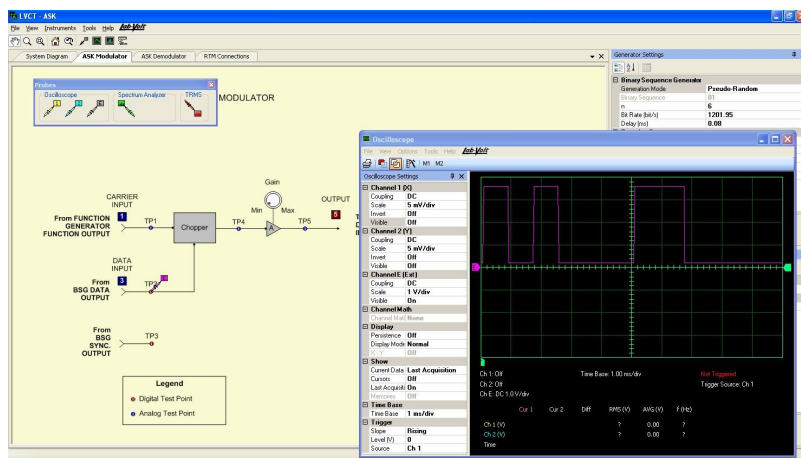 LVCT - ASK
File View Instruments Tools Help Lab-Volt
System Diagram ASK Modulator ASK Demodulator RTM Connections
Probes
Oscilloscope Spectrum Analyzer TRMS
MODULATOR
CARRIER
INPUT
From FUNCTION
GENERATOR
FUNCTION OUTPUT
1
TP1
Chopper
TP4
Gain
Min Max
A
TP5
OUTPUT
5
DATA
INPUT
From
BSG DATA
OUTPUT
3
TP2
From
BSG
SYNC.
OUTPUT
TP3
Legend
Digital Test Point
Analog Test Point
Generator Settings
Binary Sequence Generator
Generation Mode Pseudo-Random
Binary Sequence 01
n 6
Bit Rate (bit/s) 1201.95
Delay (ms) 0.08
Oscilloscope
File View Options Tools Help Lab-Volt
M1 M2
Oscilloscope Settings
Channel 1 (X)
Coupling DC
Scale 5 mV/div
Invert Off
Visible Off
Channel 2 (Y)
Coupling DC
Scale 5 mV/div
Invert Off
Visible Off
Channel E (Ext)
Coupling DC
Scale 1 V/div
Visible On
Channel Math
Channel Mat None
Display
Persistence Off
Display Mode Normal
X - Y Off
Show
Current Data Last Acquisition
Cursors Off
Last Acquisiti On
Memories Off
Time Base
Time Base 1 ms/div
Trigger
Slope Rising
Level (V) 0
Source Ch 1
Ch 1: Off Time Base: 1.00 ms/div Not Triggered
Ch 2: Off Trigger Source: Ch 1
Ch E: DC 1.0 V/div
Cur 1 Cur 2 Diff RMS (V) AVG (V) f (Hz)
Ch 1 (V) ? 0.00 ?
Ch 2 (V) ? 0.00 ?
Time